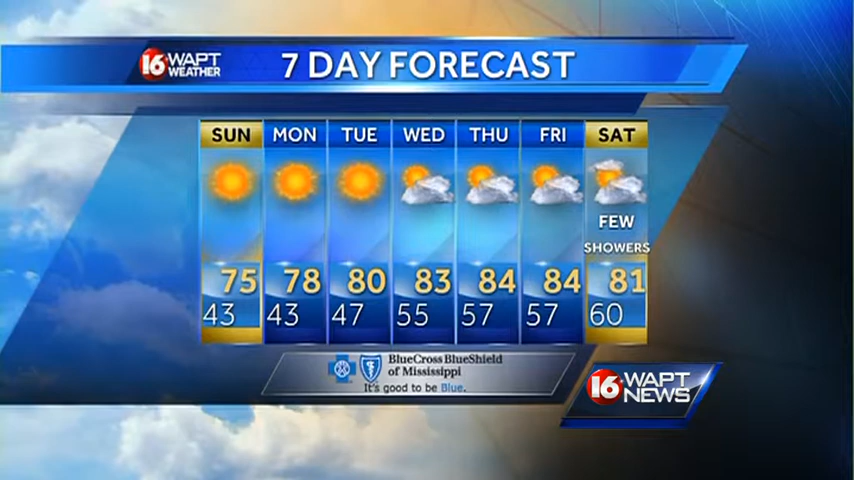 16 WAPT WEATHER
7 DAY FORECAST
SUN MON TUE WED THU FRI SAT
FEW
SHOWERS
75 78 80 83 84 84 81
43 43 47 55 57 57 60
BlueCross BlueShield
of Mississippi
It's good to be Blue.
16 WAPT
NEWS